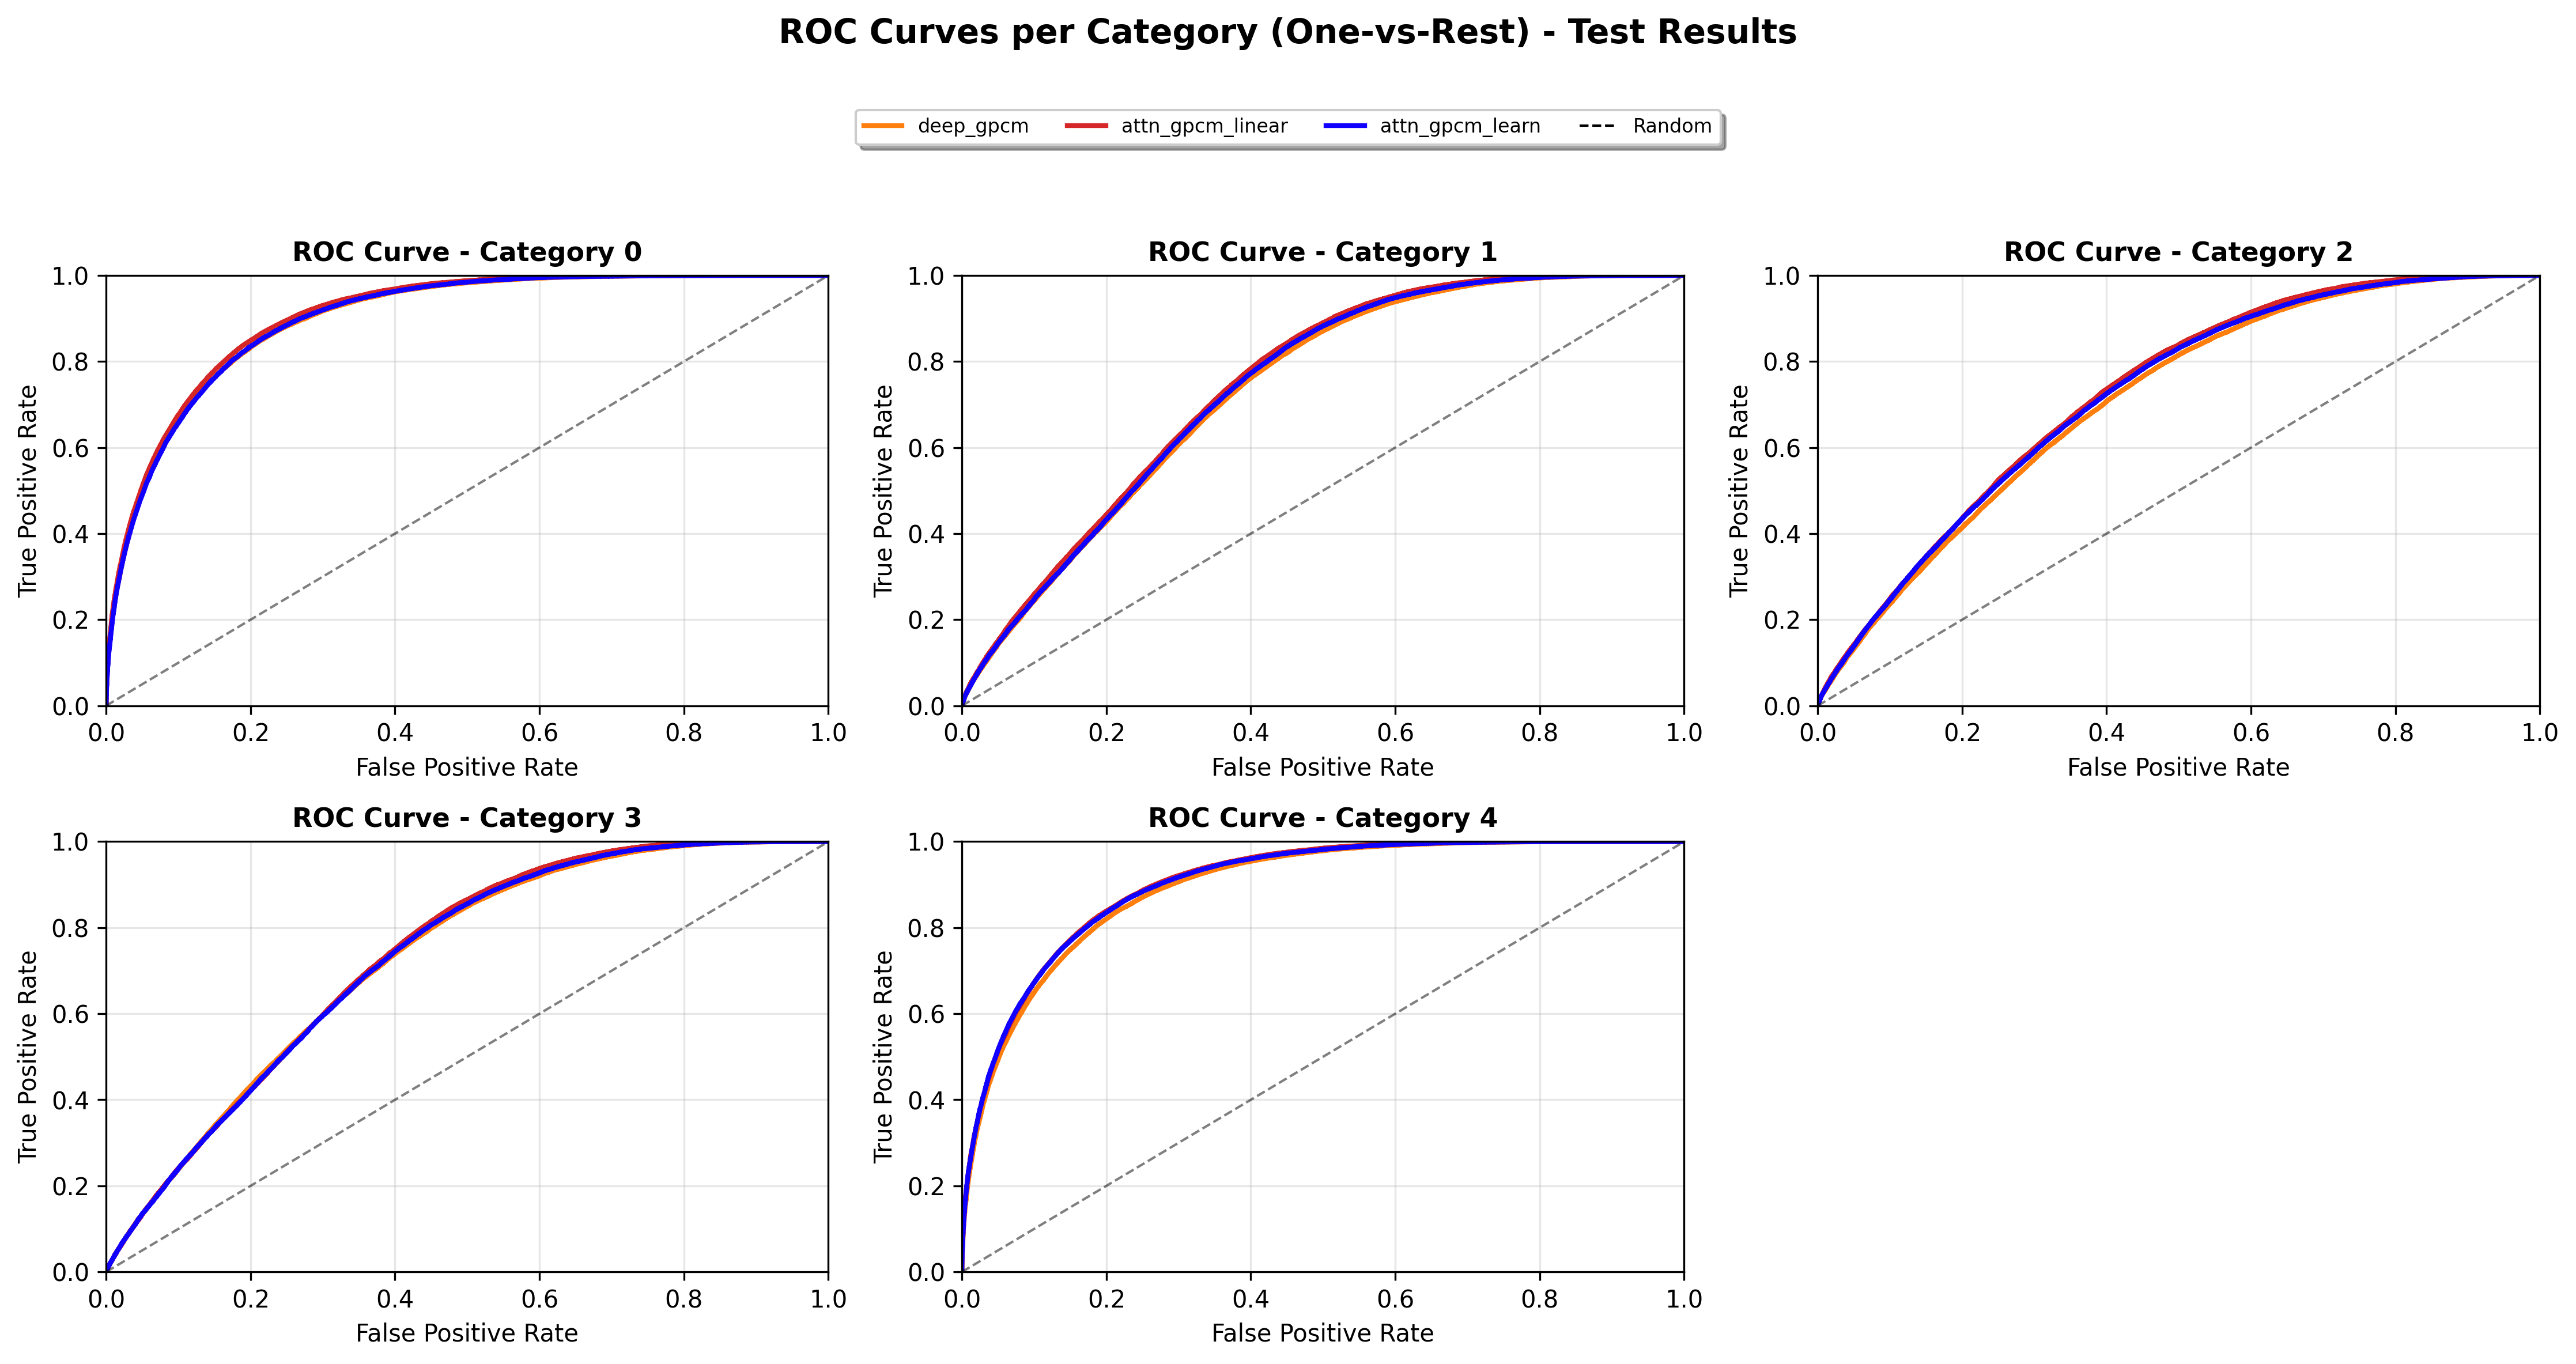 ROC Curves per Category (One-vs-Rest) - Test Results
deep_gpcm attn_gpcm_linear attn_gpcm_learn Random
ROC Curve - Category 0
1.0
0.8
0.6
0.4
0.2
0.0
True Positive Rate
0.0 0.2 0.4 0.6 0.8 1.0
False Positive Rate
ROC Curve - Category 1
1.0
0.8
0.6
0.4
0.2
0.0
True Positive Rate
0.0 0.2 0.4 0.6 0.8 1.0
False Positive Rate
ROC Curve - Category 2
1.0
0.8
0.6
0.4
0.2
0.0
True Positive Rate
0.0 0.2 0.4 0.6 0.8 1.0
False Positive Rate
ROC Curve - Category 3
1.0
0.8
0.6
0.4
0.2
0.0
True Positive Rate
0.0 0.2 0.4 0.6 0.8 1.0
False Positive Rate
ROC Curve - Category 4
1.0
0.8
0.6
0.4
0.2
0.0
True Positive Rate
0.0 0.2 0.4 0.6 0.8 1.0
False Positive Rate